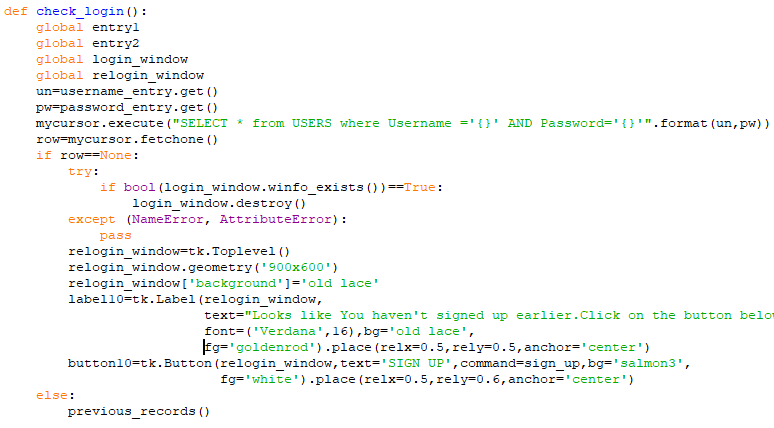 def check_login():
    global entry1
    global entry2
    global login_window
    global relogin_window
    un=username_entry.get()
    pw=password_entry.get()
    mycursor.execute("SELECT * from USERS where Username ='{}' AND Password='{}'".format(un,pw))
    row=mycursor.fetchone()
    if row==None:
        try:
            if bool(login_window.winfo_exists())==True:
                login_window.destroy()
        except (NameError, AttributeError):
            pass
        relogin_window=tk.Toplevel()
        relogin_window.geometry('900x600')
        relogin_window['background']='old lace'
        label10=tk.Label(relogin_window,
                         text="Looks like You haven't signed up earlier.Click on the button below
                         font=('Verdana',16),bg='old lace',
                         fg='goldenrod').place(relx=0.5,rely=0.5,anchor='center')
        button10=tk.Button(relogin_window,text='SIGN UP',command=sign_up,bg='salmon3',
                           fg='white').place(relx=0.5,rely=0.6,anchor='center')
    else:
        previous_records()